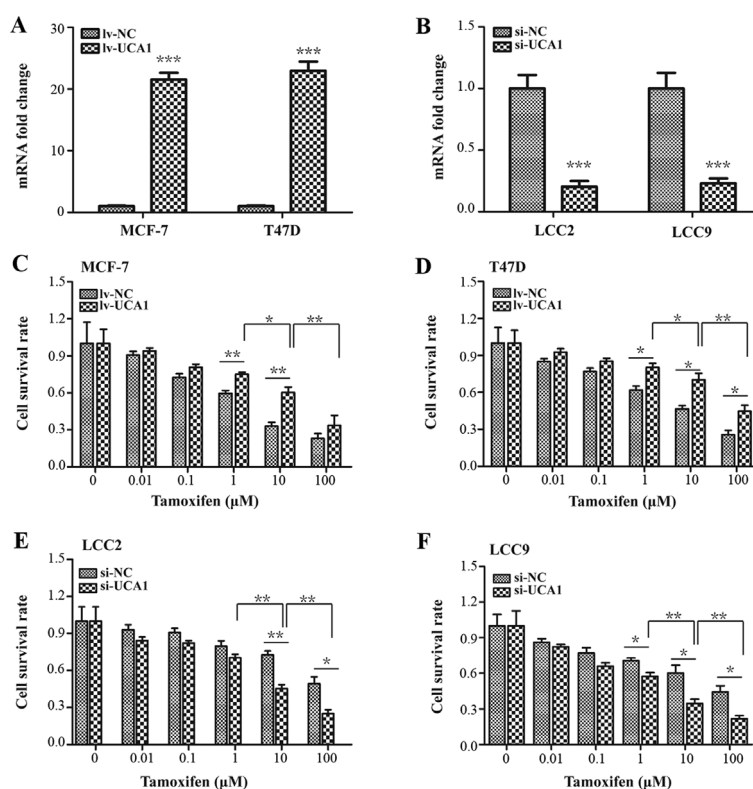 A
lv-NC
lv-UCA1
mRNA fold change
30
20
10
0
***
***
MCF-7
T47D
B
si-NC
si-UCA1
mRNA fold change
1.5
1.0
0.5
0.0
***
***
LCC2
LCC9
C
MCF-7
lv-NC
lv-UCA1
Cell survival rate
1.5
1.2
0.9
0.6
0.3
0.0
*
**
**
**
0 0.01 0.1 1 10 100
Tamoxifen (μM)
D
T47D
lv-NC
lv-UCA1
Cell survival rate
1.5
1.2
0.9
0.6
0.3
0.0
*
**
*
*
*
0 0.01 0.1 1 10 100
Tamoxifen (μM)
E
LCC2
si-NC
si-UCA1
Cell survival rate
1.5
1.2
0.9
0.6
0.3
0.0
**
**
**
*
0 0.01 0.1 1 10 100
Tamoxifen (μM)
F
LCC9
si-NC
si-UCA1
Cell survival rate
1.5
1.2
0.9
0.6
0.3
0.0
**
**
*
*
*
0 0.01 0.1 1 10 100
Tamoxifen (μM)